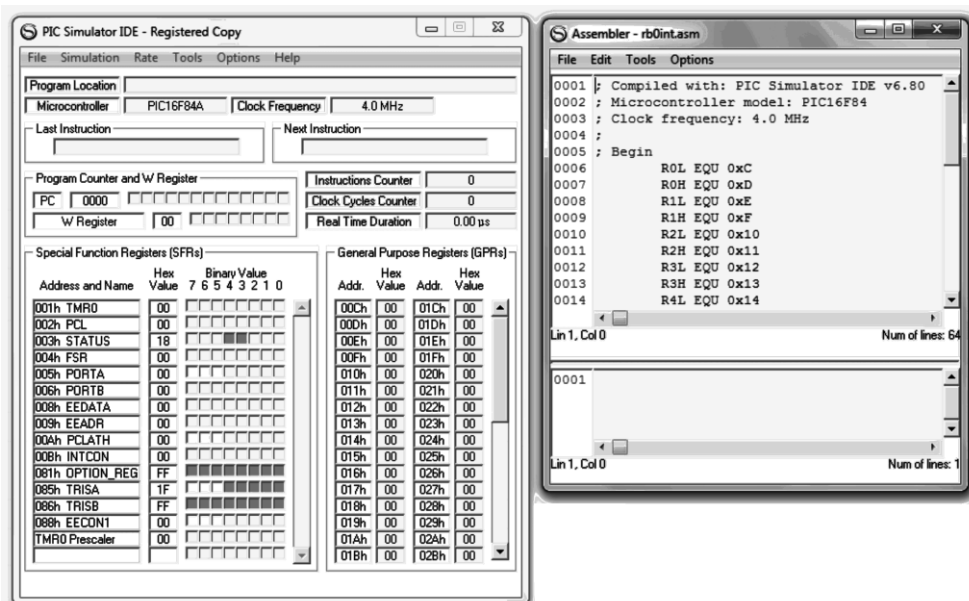 PIC Simulator IDE - Registered Copy
File Simulation Rate Tools Options Help
Program Location
Microcontroller PIC16F84A Clock Frequency 4.0 MHz
Last Instruction Next Instruction
Program Counter and W Register
PC 0000
W Register 00
Instructions Counter 0
Clock Cycles Counter 0
Real Time Duration 0.00 µs
Special Function Registers (SFRs)
Address and Name Hex Value Binary Value 7 6 5 4 3 2 1 0
001h TMR0 00
002h PCL 00
003h STATUS 18
004h FSR 00
005h PORTA 00
006h PORTB 00
008h EEDATA 00
009h EEADR 00
00Ah PCLATH 00
00Bh INTCON 00
081h OPTION_REG FF
085h TRISA 1F
086h TRISB FF
088h EECON1 00
TMR0 Prescaler 00
General Purpose Registers (GPRs)
Addr. Hex Value Addr. Hex Value
00Ch 00 01Ch 00
00Dh 00 01Dh 00
00Eh 00 01Eh 00
00Fh 00 01Fh 00
010h 00 020h 00
011h 00 021h 00
012h 00 022h 00
013h 00 023h 00
014h 00 024h 00
015h 00 025h 00
016h 00 026h 00
017h 00 027h 00
018h 00 028h 00
019h 00 029h 00
01Ah 00 02Ah 00
01Bh 00 02Bh 00
Assembler - rb0int.asm
File Edit Tools Options
0001 ; Compiled with: PIC Simulator IDE v6.80
0002 ; Microcontroller model: PIC16F84
0003 ; Clock frequency: 4.0 MHz
0004 ;
0005 ; Begin
0006 R0L EQU 0xC
0007 R0H EQU 0xD
0008 R1L EQU 0xE
0009 R1H EQU 0xF
0010 R2L EQU 0x10
0011 R2H EQU 0x11
0012 R3L EQU 0x12
0013 R3H EQU 0x13
0014 R4L EQU 0x14
Lin 1, Col 0 Num of lines: 64
0001
Lin 1, Col 0 Num of lines: 1